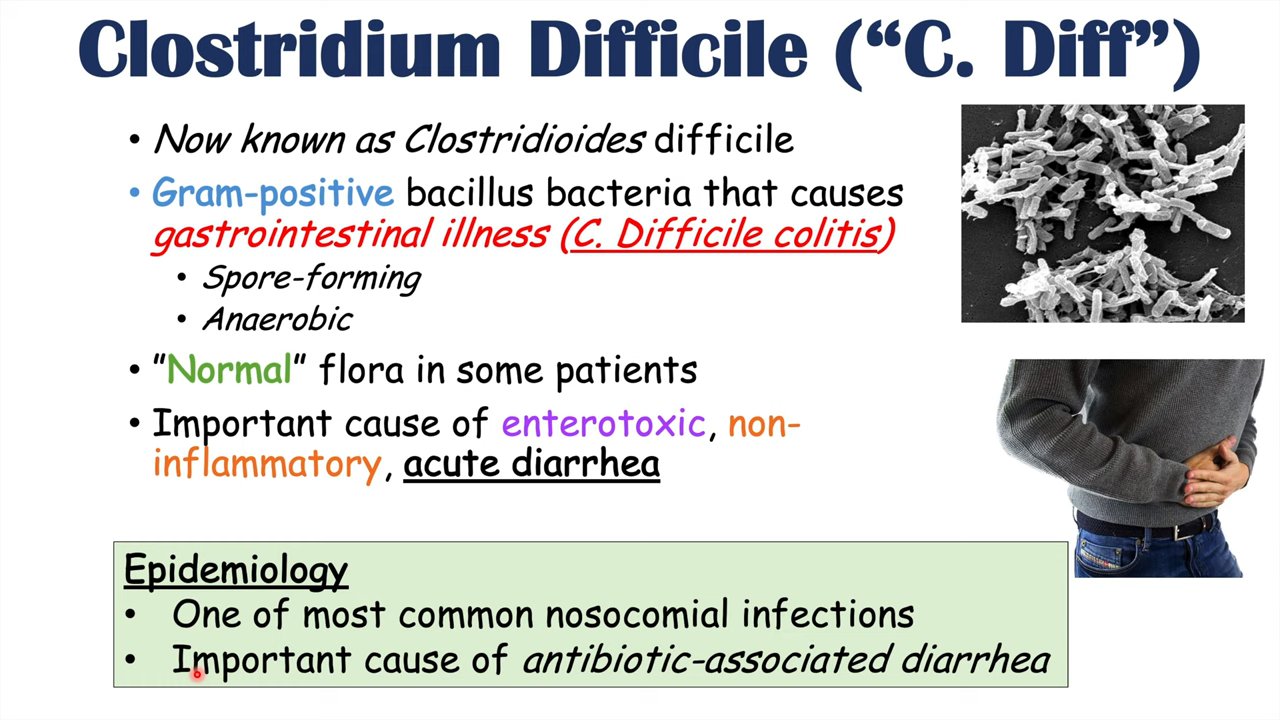 Clostridium Difficile (“C. Diff”)
• Now known as Clostridioides difficile
• Gram-positive bacillus bacteria that causes
gastrointestinal illness (C. Difficile colitis)
• Spore-forming
• Anaerobic
• ”Normal” flora in some patients
• Important cause of enterotoxic, non-
inflammatory, acute diarrhea
Epidemiology
• One of most common nosocomial infections
• Important cause of antibiotic-associated diarrhea